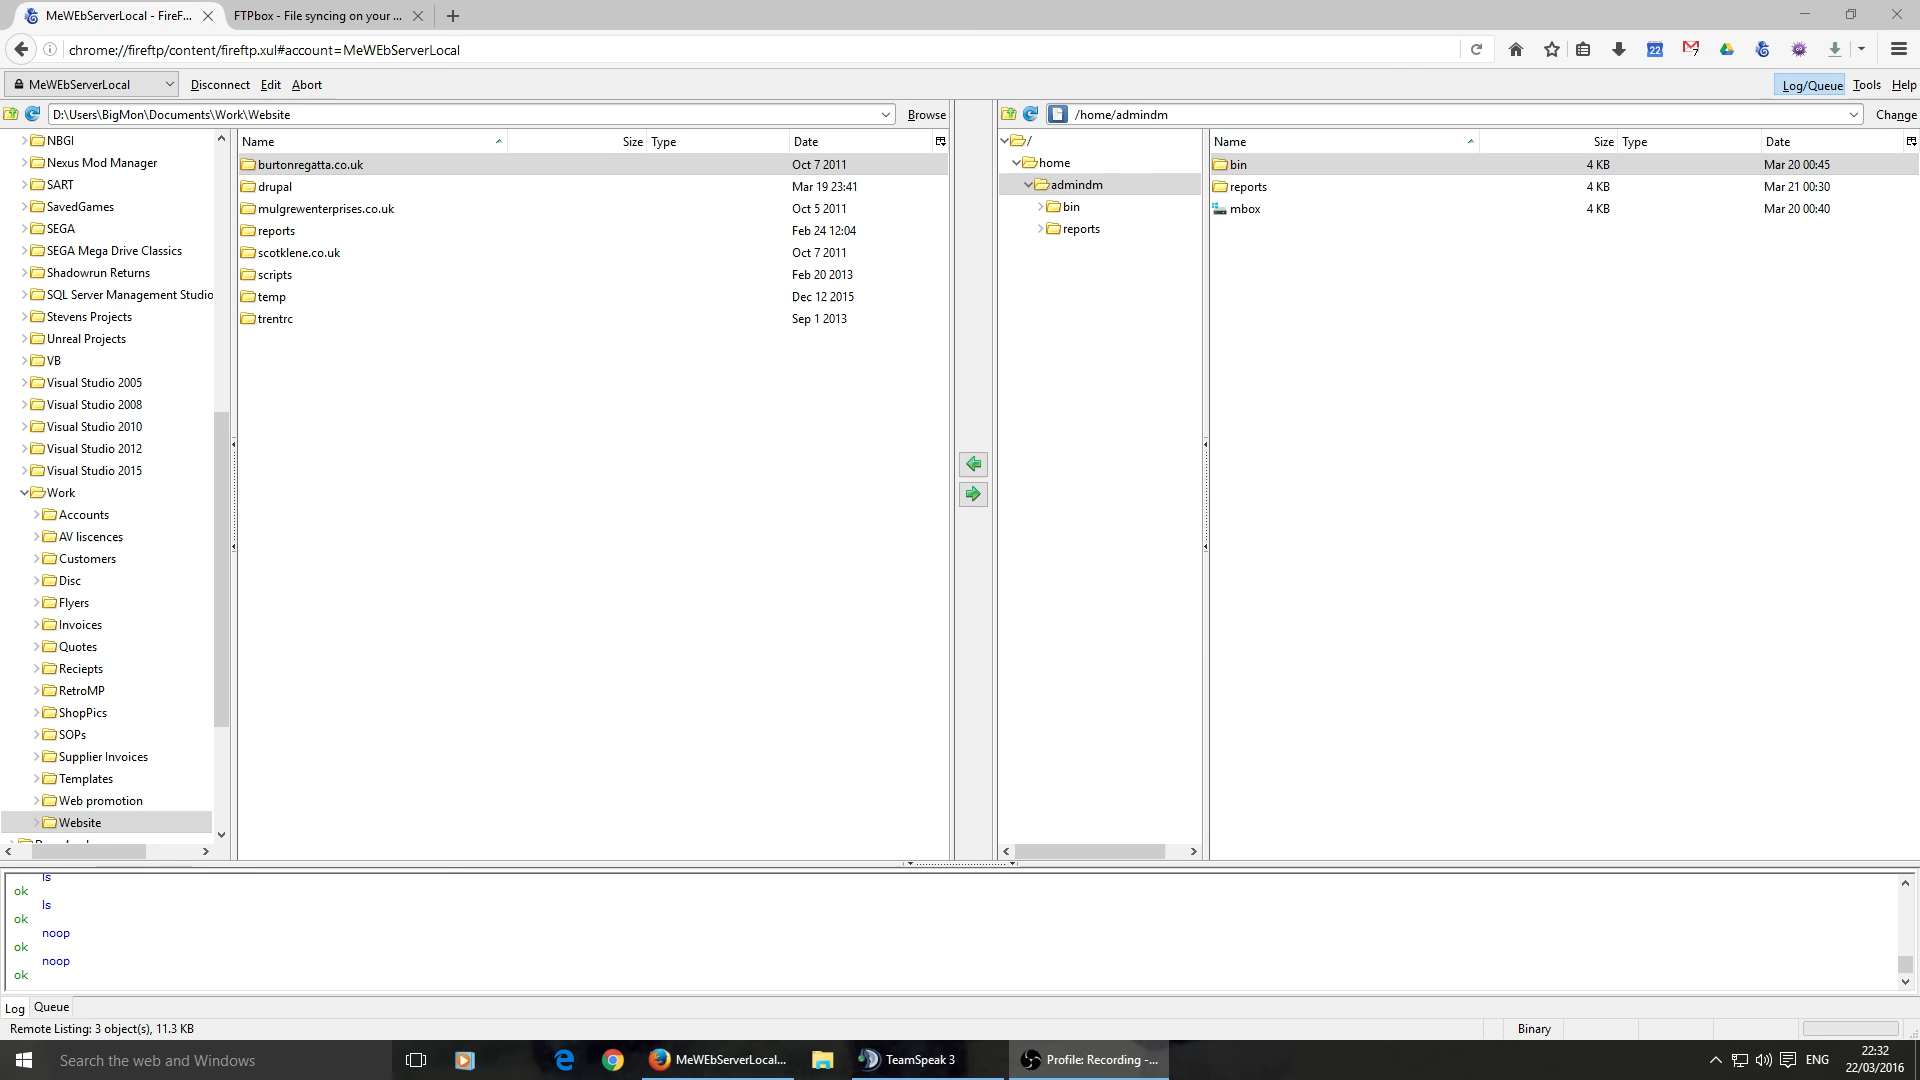 MeWEbServerLocal - FireF...
FTPbox - File syncing on your ...
chrome://fireftp/content/fireftp.xul#account=MeWEbServerLocal
22
MeWEbServerLocal
Disconnect
Edit
Abort
Log/Queue
Tools
Help
D:\Users\BigMon\Documents\Work\Website
Browse
/home/admindm
Change
NBGI
Nexus Mod Manager
SART
SavedGames
SEGA
SEGA Mega Drive Classics
Shadowrun Returns
SQL Server Management Studio
Stevens Projects
Unreal Projects
VB
Visual Studio 2005
Visual Studio 2008
Visual Studio 2010
Visual Studio 2012
Visual Studio 2015
Work
Accounts
AV liscences
Customers
Disc
Flyers
Invoices
Quotes
Reciepts
RetroMP
ShopPics
SOPs
Supplier Invoices
Templates
Web promotion
Website
Name Size Type Date
burtonregatta.co.uk Oct 7 2011
drupal Mar 19 23:41
mulgrewenterprises.co.uk Oct 5 2011
reports Feb 24 12:04
scotklene.co.uk Oct 7 2011
scripts Feb 20 2013
temp Dec 12 2015
trentrc Sep 1 2013
/
home
admindm
bin
reports
Name Size Type Date
bin 4 KB Mar 20 00:45
reports 4 KB Mar 21 00:30
mbox 4 KB Mar 20 00:40
ls
ok
ls
ok
noop
ok
noop
ok
Log Queue
Remote Listing: 3 object(s), 11.3 KB
Binary
Search the web and Windows
MeWEbServerLocal...
TeamSpeak 3
Profile: Recording -...
ENG
22:32
22/03/2016